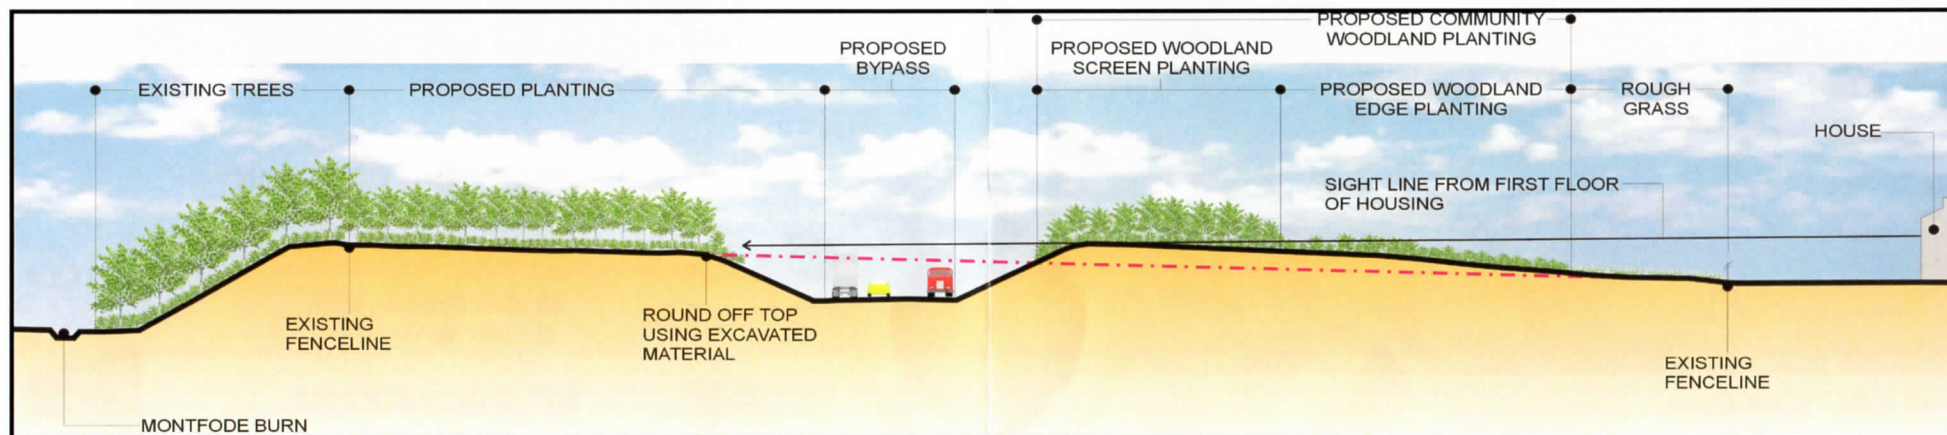 PROPOSED COMMUNITY
WOODLAND PLANTING
PROPOSED
BYPASS
PROPOSED WOODLAND
SCREEN PLANTING
EXISTING TREES
PROPOSED PLANTING
PROPOSED WOODLAND
EDGE PLANTING
ROUGH
GRASS
HOUSE
SIGHT LINE FROM FIRST FLOOR
OF HOUSING
EXISTING
FENCELINE
ROUND OFF TOP
USING EXCAVATED
MATERIAL
EXISTING
FENCELINE
MONTFODE BURN